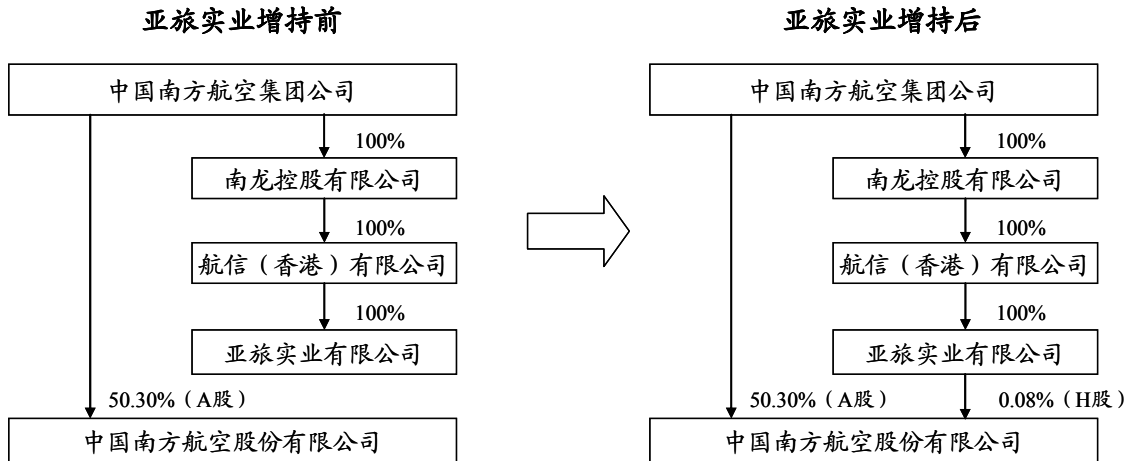 亚旅实业增持前
中国南方航空集团公司
100%
南龙控股有限公司
100%
航信（香港）有限公司
100%
亚旅实业有限公司
50.30%（A股）
中国南方航空股份有限公司
亚旅实业增持后
中国南方航空集团公司
100%
南龙控股有限公司
100%
航信（香港）有限公司
100%
亚旅实业有限公司
50.30%（A股）
0.08%（H股）
中国南方航空股份有限公司